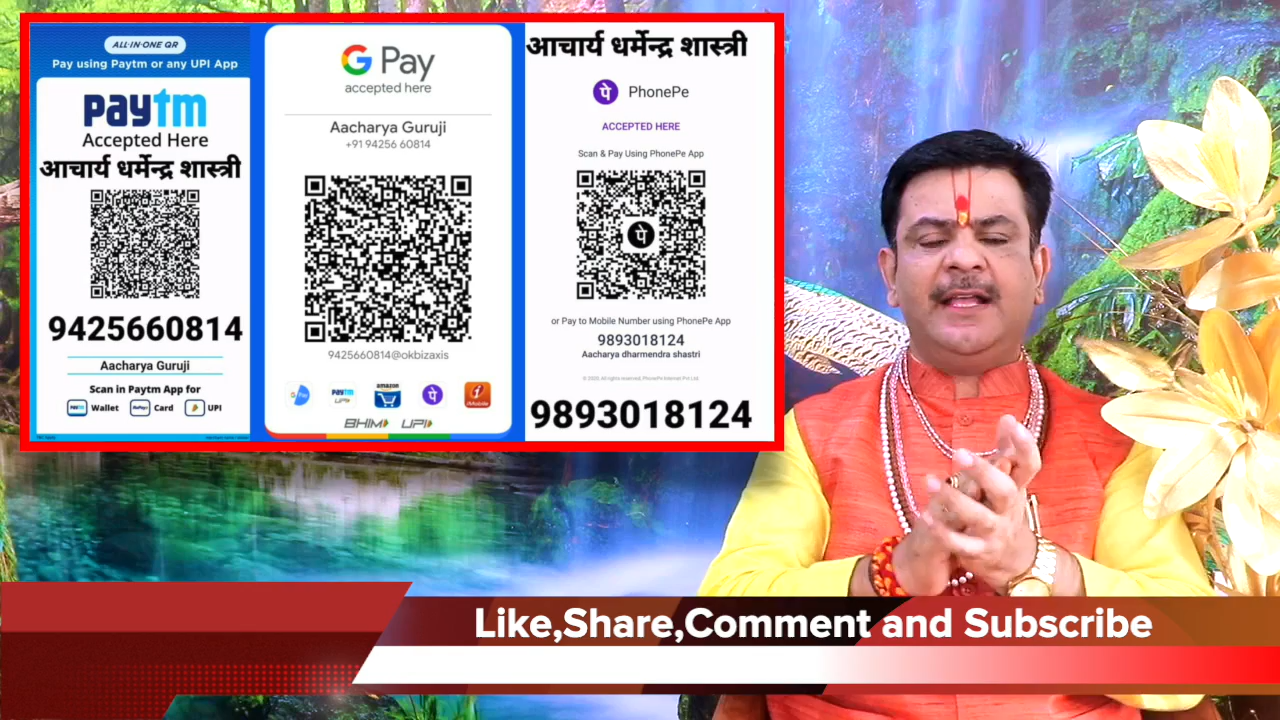 ALL-IN-ONE QR
Pay using Paytm or any UPI App
paytm
Accepted Here
आचार्य धर्मेन्द्र शास्त्री
9425660814
Aacharya Guruji
Scan in Paytm App for
Wallet Card UPI
G Pay
accepted here
Aacharya Guruji
+91 94256 60814
9425660814@okbizaxis
BHIM UPI
आचार्य धर्मेन्द्र शास्त्री
पे PhonePe
ACCEPTED HERE
Scan & Pay Using PhonePe App
पे
or Pay to Mobile Number using PhonePe App
9893018124
Aacharya dharmendra shastri
9893018124
Like,Share,Comment and Subscribe